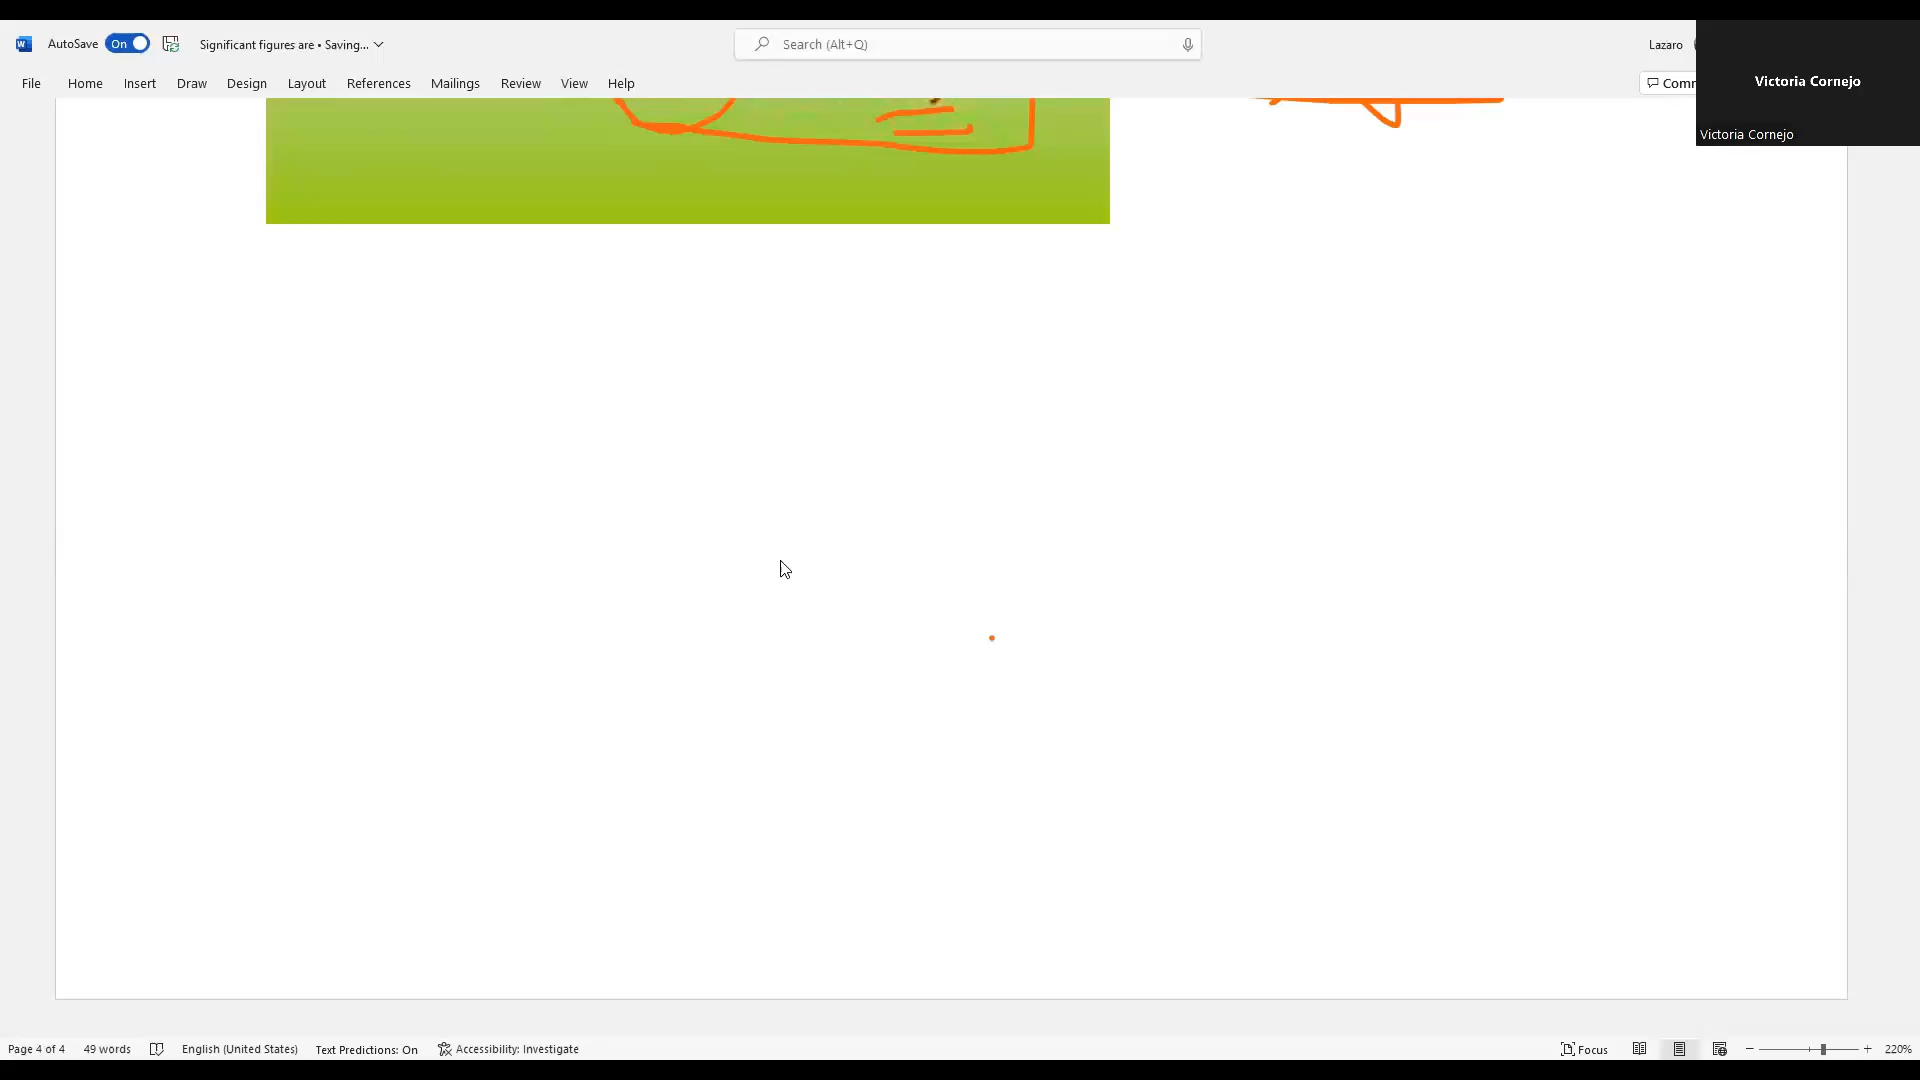 AutoSave On Significant figures are • Saving... Search (Alt+Q) Lazaro
File Home Insert Draw Design Layout References Mailings Review View Help Comm
Victoria Cornejo
Victoria Cornejo
Page 4 of 4 49 words English (United States) Text Predictions: On Accessibility: Investigate Focus 220%